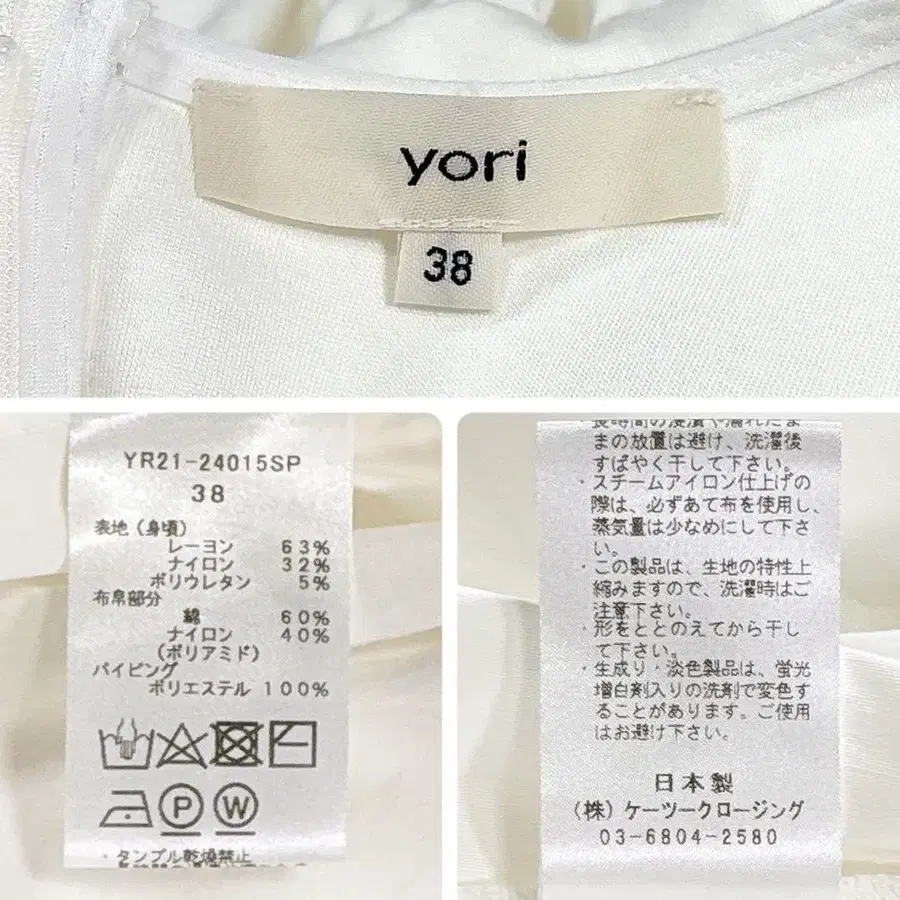 yori
38
YR21-24015SP
38
表地(身頃)
レーヨン 63%
ナイロン 32%
ポリウレタン 5%
布帛部分
綿 60%
ナイロン 40%
(ポリアミド)
パイピング
ポリエステル 100%
P W
・タンブル乾燥禁止
長時間の浸漬や濡れたま
まの放置は避け、洗濯後
すばやく干して下さい。
・スチームアイロン仕上げの
際は、必ずあて布を使用し、
蒸気量は少なめにして下さ
い。
・この製品は、生地の特性上
縮みますので、洗濯時はご
注意下さい。
・形をととのえてから干し
て下さい。
・生成り・淡色製品は、蛍光
増白剤入りの洗剤で変色す
ることがあります。ご使用
はお避け下さい。
日本製
(株)ケーツークロージング
03-6804-2580